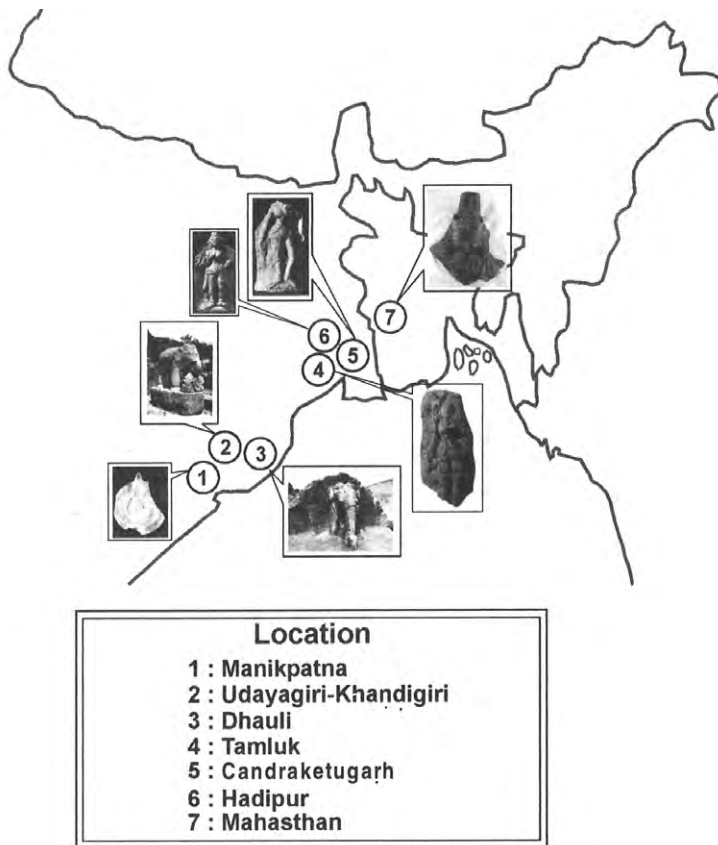 6
5
7
4
2
3
1
Location
1 : Manikpatna
2 : Udayagiri-Khandigiri
3 : Dhauli
4 : Tamluk
5 : Candraketugarh
6 : Hadipur
7 : Mahasthan